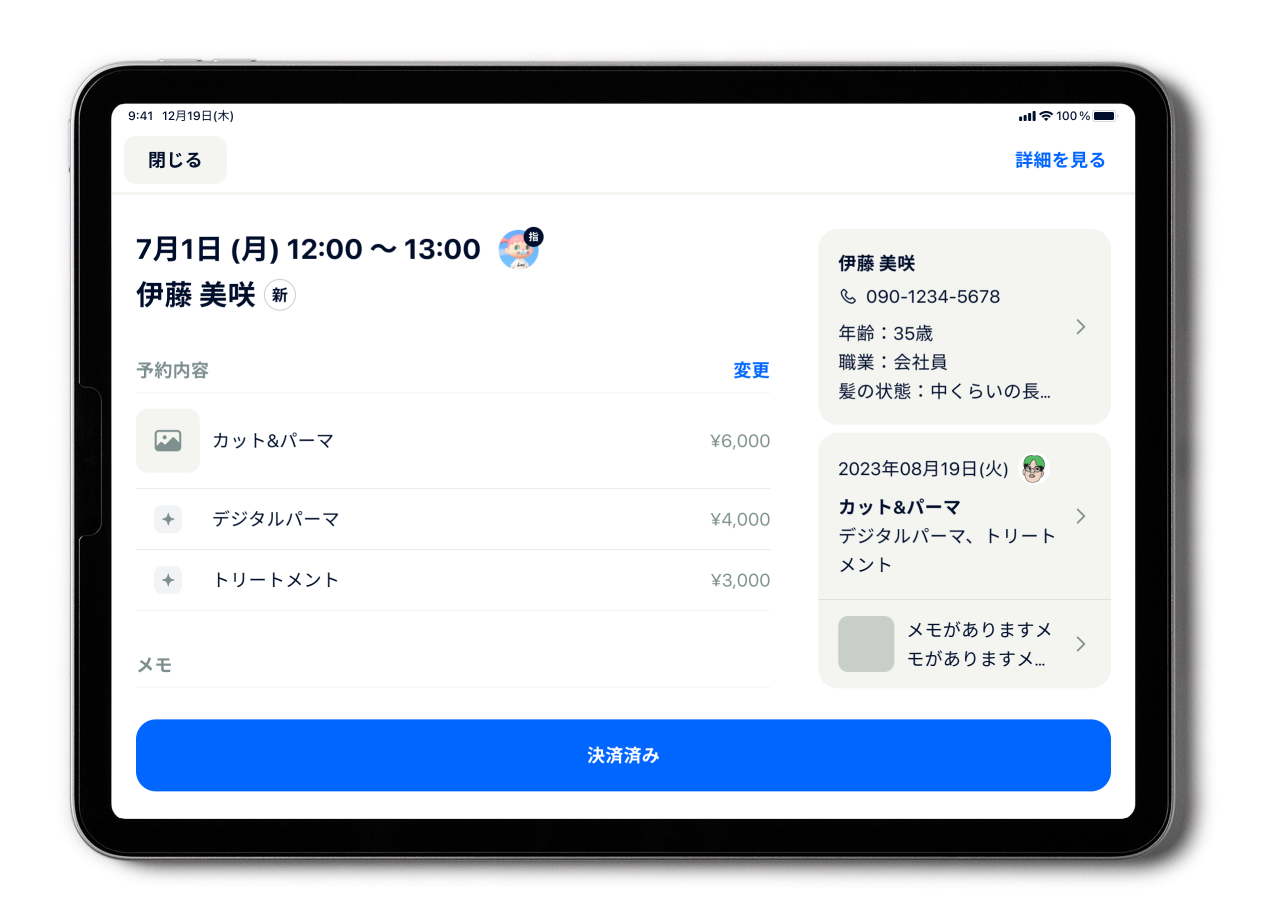 9:41 12月19日(木)
100%
閉じる
詳細を見る
7月1日 (月) 12:00 〜 13:00
指
伊藤 美咲 新
予約内容
変更
カット&パーマ
¥6,000
デジタルパーマ
¥4,000
トリートメント
¥3,000
メモ
伊藤 美咲
090-1234-5678
年齢：35歳
職業：会社員
髪の状態：中くらいの長...
2023年08月19日(火)
カット&パーマ
デジタルパーマ、トリート
メント
メモがありますメ
モがありますメ...
決済済み